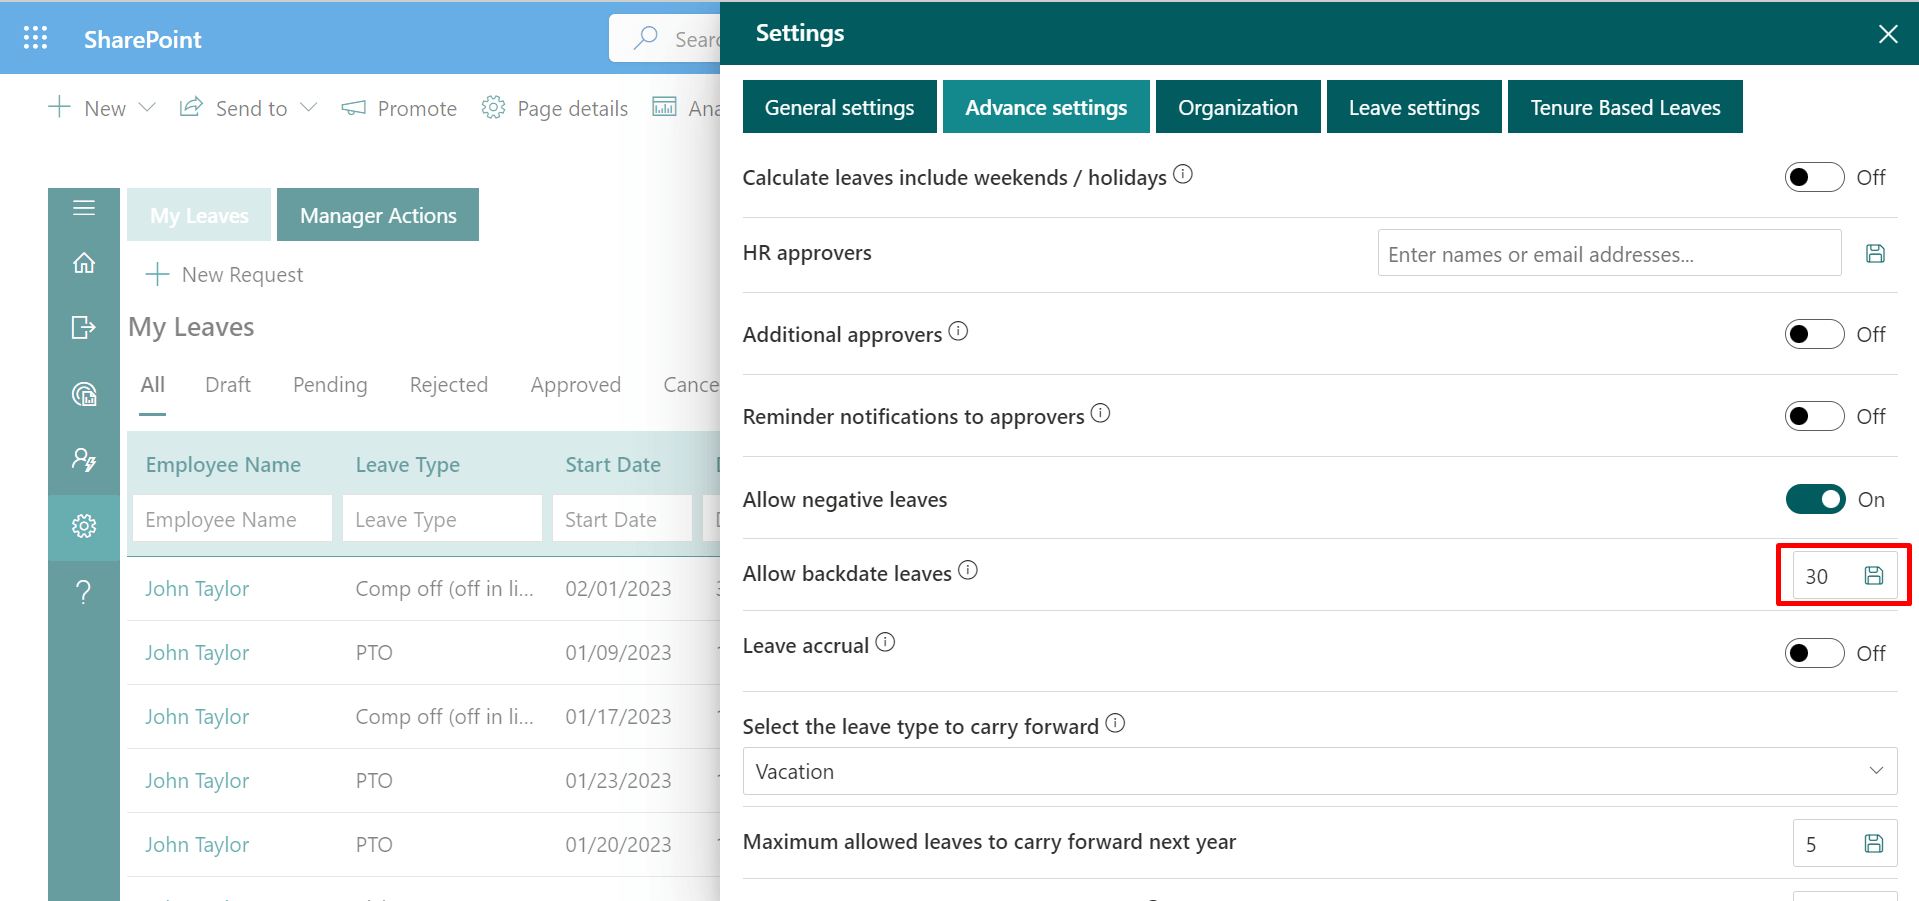 SharePoint
Settings
New
Send to
Promote
Page details
General settings
Advance settings
Organization
Leave settings
Tenure Based Leaves
My Leaves
Manager Actions
New Request
My Leaves
All
Draft
Pending
Rejected
Approved
Employee Name
Leave Type
Start Date
Employee Name
Leave Type
Start Date
John Taylor
Comp off (off in li...
02/01/2023
John Taylor
PTO
01/09/2023
John Taylor
Comp off (off in li...
01/17/2023
John Taylor
PTO
01/23/2023
John Taylor
PTO
01/20/2023
Calculate leaves include weekends / holidays
Off
HR approvers
Enter names or email addresses...
Additional approvers
Off
Reminder notifications to approvers
Off
Allow negative leaves
On
Allow backdate leaves
30
Leave accrual
Off
Select the leave type to carry forward
Vacation
Maximum allowed leaves to carry forward next year
5